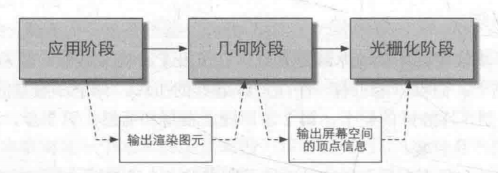 应用阶段
几何阶段
光栅化阶段
输出渲染图元
输出屏幕空间
的顶点信息